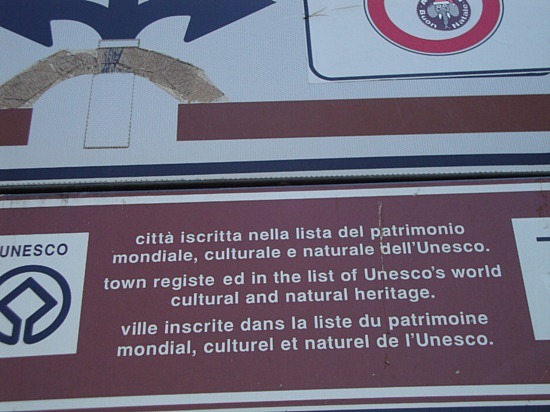 Buon
Natale
UNESCO
città iscritta nella lista del patrimonio
mondiale, culturale e naturale dell'Unesco.
town registe ed in the list of Unesco's world
cultural and natural heritage.
ville inscrite dans la liste du patrimoine
mondial, culturel et naturel de l'Unesco.